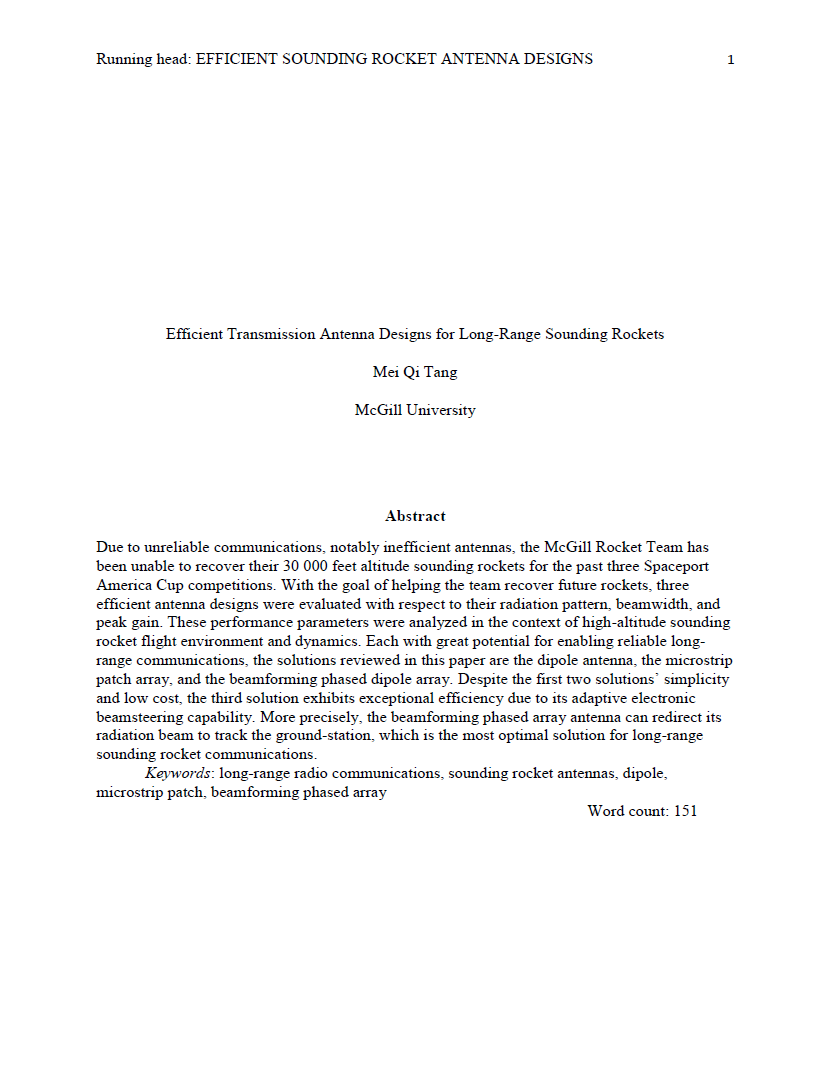 Running head: EFFICIENT SOUNDING ROCKET ANTENNA DESIGNS 1
Efficient Transmission Antenna Designs for Long-Range Sounding Rockets
Mei Qi Tang
McGill University
Abstract
Due to unreliable communications, notably inefficient antennas, the McGill Rocket Team has
been unable to recover their 30 000 feet altitude sounding rockets for the past three Spaceport
America Cup competitions. With the goal of helping the team recover future rockets, three
efficient antenna designs were evaluated with respect to their radiation pattern, beamwidth, and
peak gain. These performance parameters were analyzed in the context of high-altitude sounding
rocket flight environment and dynamics. Each with great potential for enabling reliable long-
range communications, the solutions reviewed in this paper are the dipole antenna, the microstrip
patch array, and the beamforming phased dipole array. Despite the first two solutions’ simplicity
and low cost, the third solution exhibits exceptional efficiency due to its adaptive electronic
beamsteering capability. More precisely, the beamforming phased array antenna can redirect its
radiation beam to track the ground-station, which is the most optimal solution for long-range
sounding rocket communications.
Keywords: long-range radio communications, sounding rocket antennas, dipole,
microstrip patch, beamforming phased array
Word count: 151